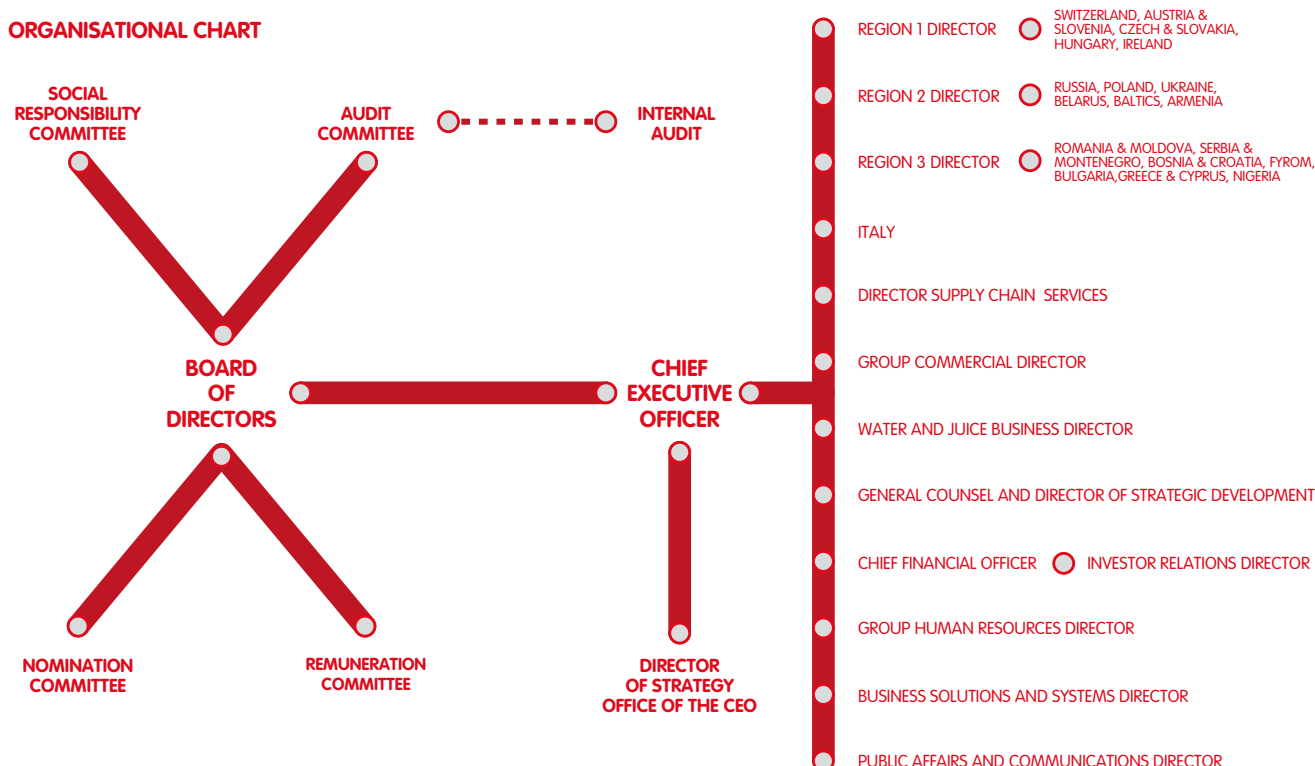 ORGANISATIONAL CHART
SOCIAL
RESPONSIBILITY
COMMITTEE
AUDIT
COMMITTEE
INTERNAL
AUDIT
BOARD
OF
DIRECTORS
CHIEF
EXECUTIVE
OFFICER
NOMINATION
COMMITTEE
REMUNERATION
COMMITTEE
DIRECTOR
OF STRATEGY
OFFICE OF THE CEO
REGION 1 DIRECTOR
SWITZERLAND, AUSTRIA &
SLOVENIA, CZECH & SLOVAKIA,
HUNGARY, IRELAND
REGION 2 DIRECTOR
RUSSIA, POLAND, UKRAINE,
BELARUS, BALTICS, ARMENIA
REGION 3 DIRECTOR
ROMANIA & MOLDOVA, SERBIA &
MONTENEGRO, BOSNIA & CROATIA, FYROM,
BULGARIA,GREECE & CYPRUS, NIGERIA
ITALY
DIRECTOR SUPPLY CHAIN SERVICES
GROUP COMMERCIAL DIRECTOR
WATER AND JUICE BUSINESS DIRECTOR
GENERAL COUNSEL AND DIRECTOR OF STRATEGIC DEVELOPMENT
CHIEF FINANCIAL OFFICER
INVESTOR RELATIONS DIRECTOR
GROUP HUMAN RESOURCES DIRECTOR
BUSINESS SOLUTIONS AND SYSTEMS DIRECTOR
PUBLIC AFFAIRS AND COMMUNICATIONS DIRECTOR